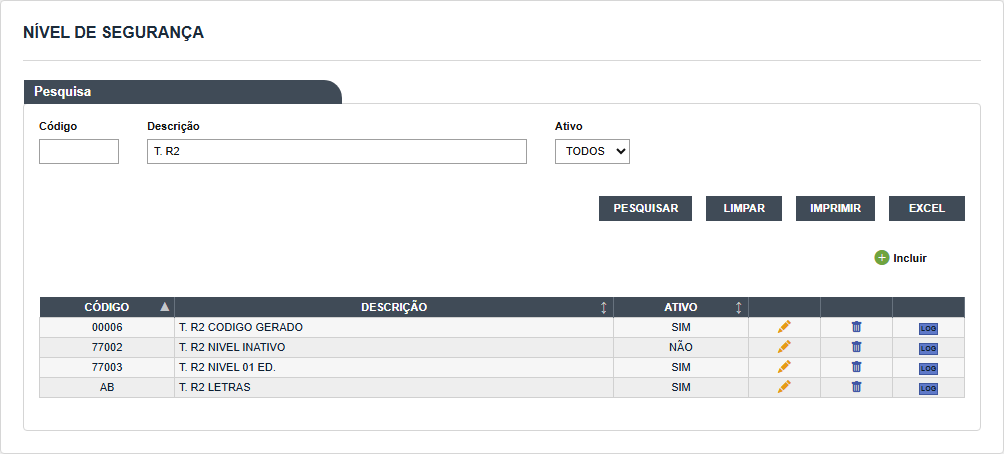 NÍVEL DE SEGURANÇA
Pesquisa
Código Descrição Ativo
T. R2 TODOS
PESQUISAR LIMPAR IMPRIMIR EXCEL
Incluir
CÓDIGO DESCRIÇÃO ATIVO
00006 T. R2 CODIGO GERADO SIM LOG
77002 T. R2 NIVEL INATIVO NÃO LOG
77003 T. R2 NIVEL 01 ED. SIM LOG
AB T. R2 LETRAS SIM LOG